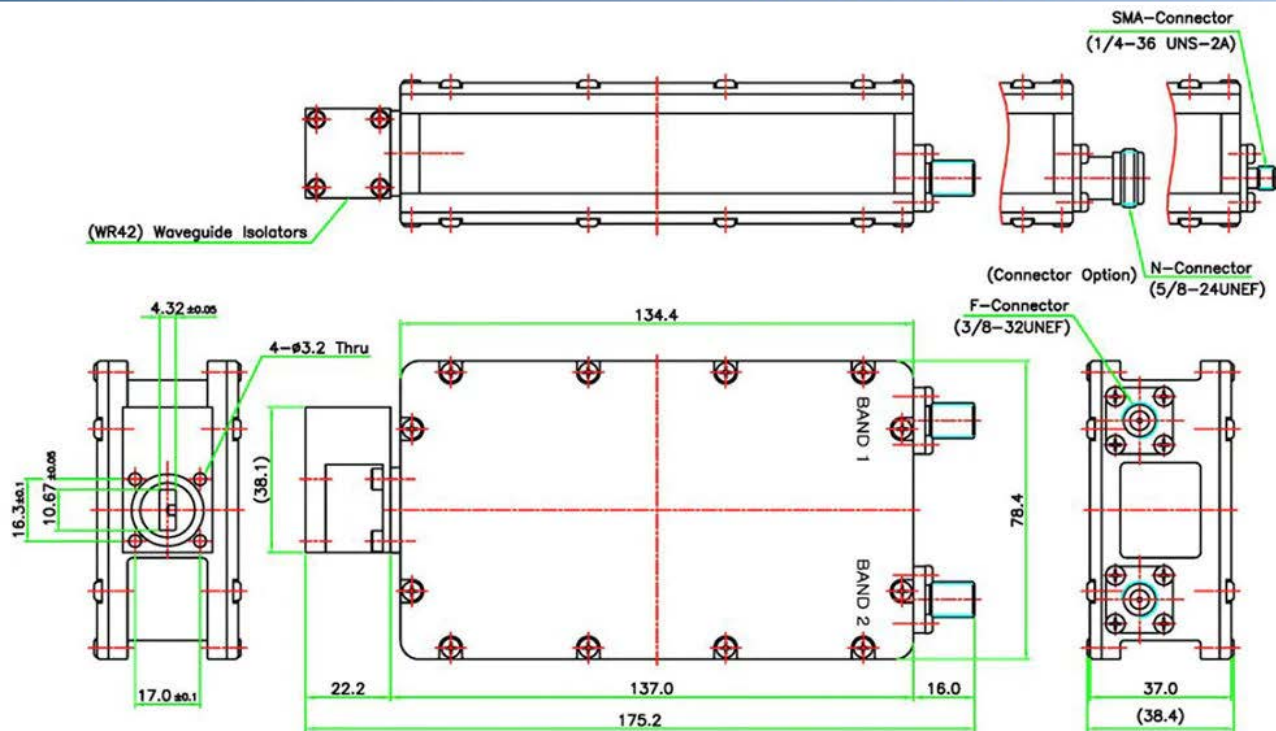 SMA-Connector
(1/4-36 UNS-2A)
(WR42) Waveguide Isolators
(Connector Option)
N-Connector
(5/8-24UNEF)
F-Connector
(3/8-32UNEF)
4.32 ±0.05
134.4
4-ø3.2 Thru
BAND 1
16.3±0.1
10.67 ±0.05
(38.1)
78.4
BAND 2
17.0 ±0.1
22.2
137.0
16.0
37.0
175.2
(38.4)